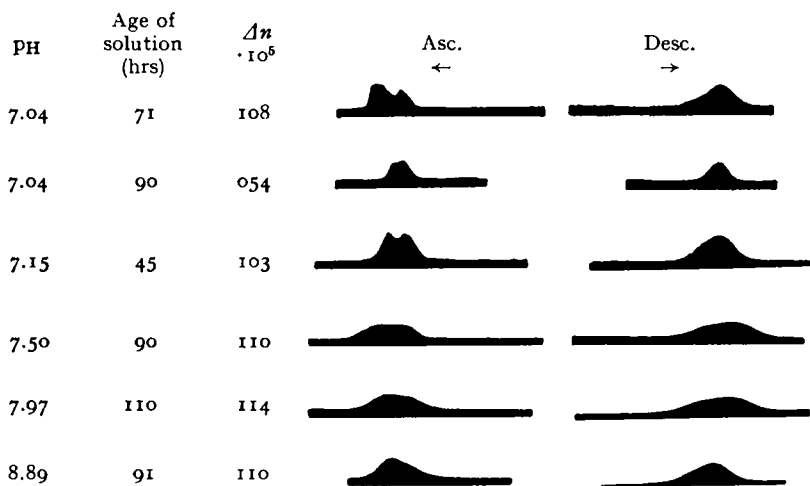 pH Age of solution (hrs) Δn · 10⁵ Asc. Desc.
← →
7.04 71 108
7.04 90 054
7.15 45 103
7.50 90 110
7.97 110 114
8.89 91 110